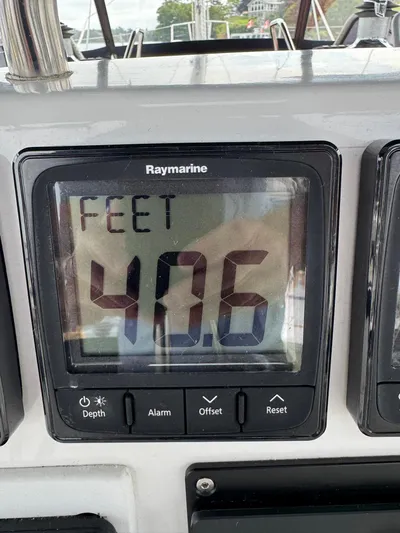 Raymarine
FEET
40.6
Depth
Alarm
Offset
Reset